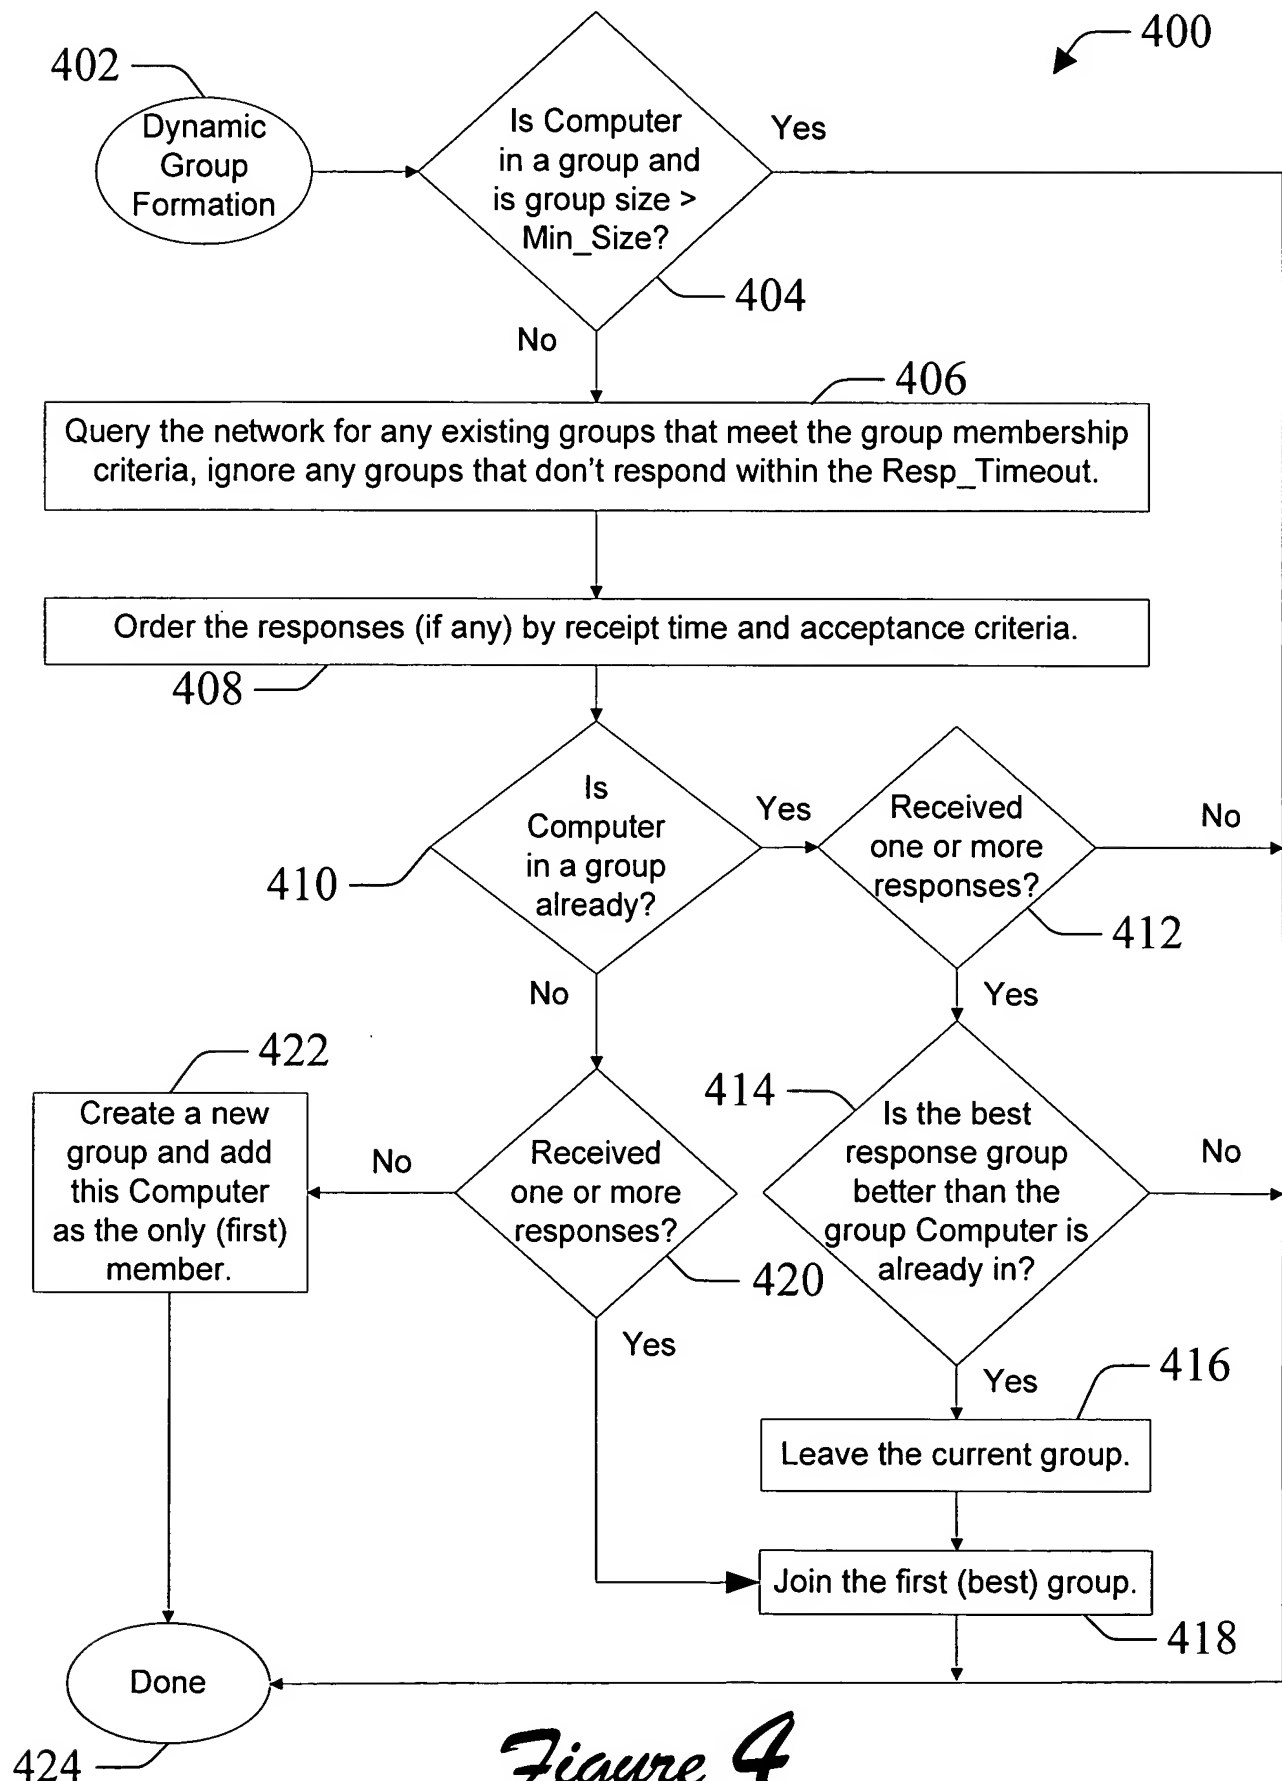 400
402
Dynamic
Group
Formation
Is Computer
in a group and
is group size >
Min_Size?
Yes
404
No
406
Query the network for any existing groups that meet the group membership
criteria, ignore any groups that don't respond within the Resp_Timeout.
Order the responses (if any) by receipt time and acceptance criteria.
408
Is
Computer
in a group
already?
410
Yes
Received
one or more
responses?
No
412
No
Yes
422
Create a new
group and add
this Computer
as the only (first)
member.
No
Received
one or more
responses?
420
Yes
414
Is the best
response group
better than the
group Computer is
already in?
No
Yes
416
Leave the current group.
Join the first (best) group.
418
Done
424
Figure 4